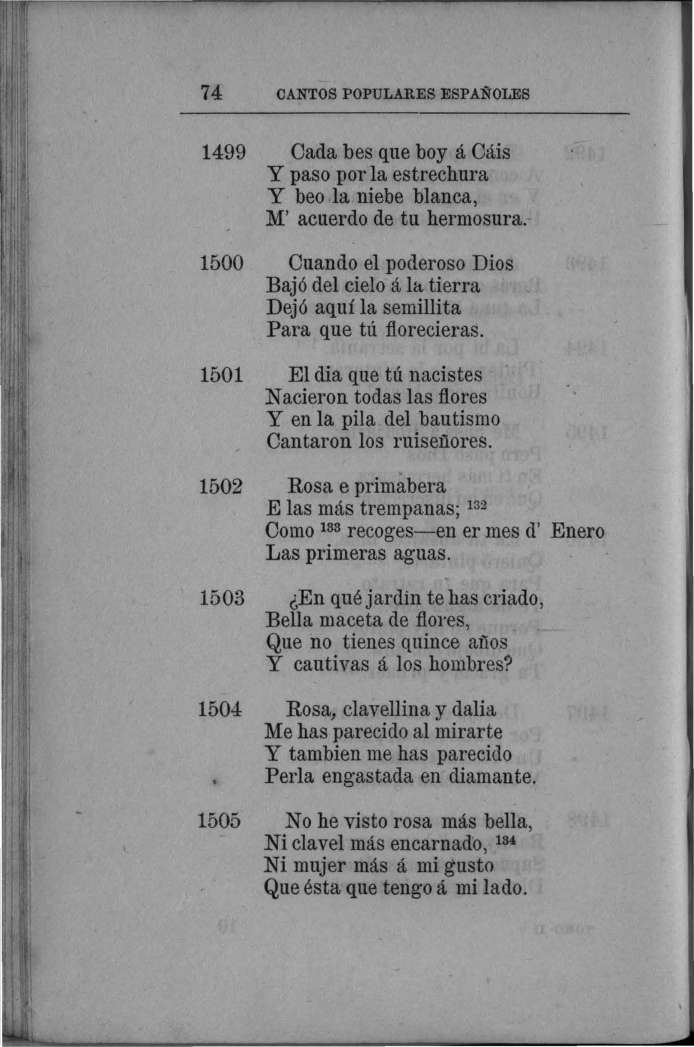 74 CANTOS POPULARES ESPAÑOLES
1499 Cada bes que boy á Cáis
Y paso por la estrechura
Y beo la niebe blanca,
M' acuerdo de tu hermosura.
1500 Cuando el poderoso Dios
Bajó del cielo á la tierra
Dejó aquí la semillita
Para que tú florecieras.
1501 El dia que tú nacistes
Nacieron todas las flores
Y en la pila del bautismo
Cantaron los ruiseñores.
1502 Rosa e primabera
E las más trempanas; 132
Como 133 recoges—en er mes d' Enero
Las primeras aguas.
1503 ¿En qué jardin te has criado,
Bella maceta de flores,
Que no tienes quince años
Y cautivas á los hombres?
1504 Rosa, clavellina y dalia
Me has parecido al mirarte
Y tambien me has parecido
Perla engastada en diamante.
1505 No he visto rosa más bella,
Ni clavel más encarnado, 134
Ni mujer más á mi gusto
Que ésta que tengo á mi lado.